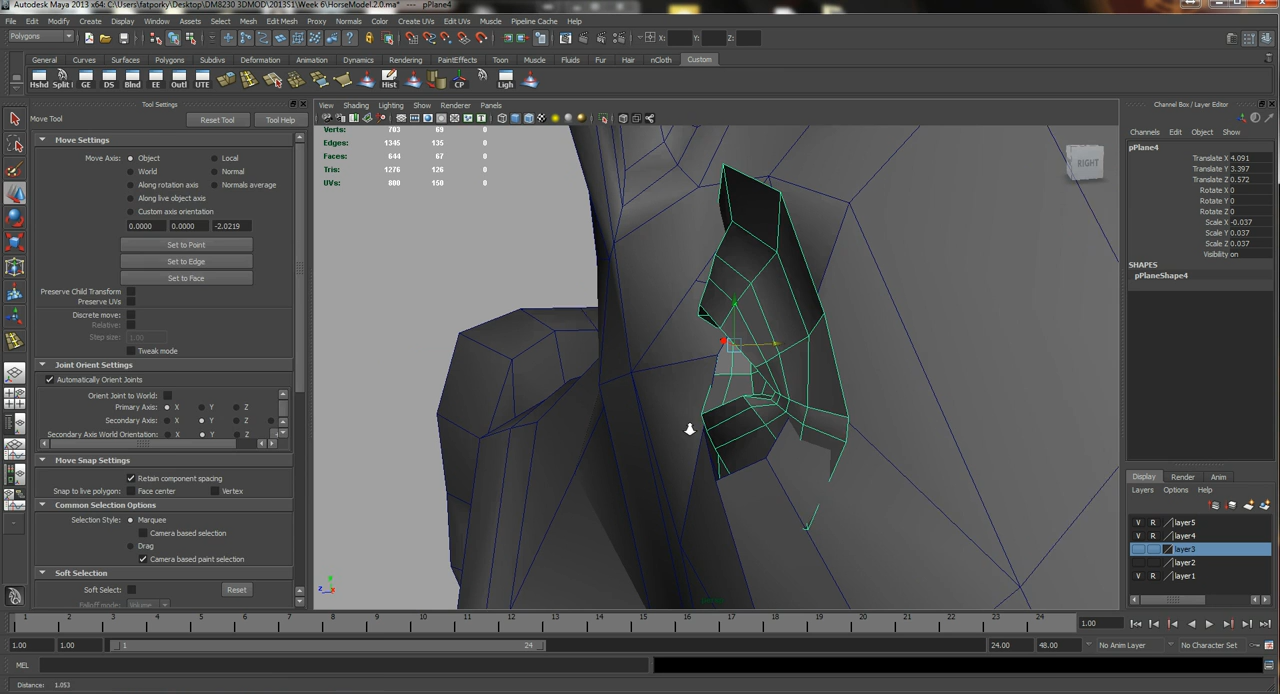 Autodesk Maya 2013 x64: C:\Users\fatporky\Desktop\DM8230 3DMOD\2013S1\Week 6\HorseModel.2.0.ma* --- pPlane4
File Edit Modify Create Display Window Assets Select Mesh Edit Mesh Proxy Normals Color Create UVs Edit UVs Muscle Pipeline Cache Help
Polygons X: Y: Z:
General Curves Surfaces Polygons Subdivs Deformation Animation Dynamics Rendering PaintEffects Toon Muscle Fluids Fur Hair nCloth Custom
Hshd Split GE DS Blnd EE Outl UTE Hist CP Ligh
Tool Settings
Move Tool Reset Tool Tool Help
Move Settings
Move Axis: Object Local
World Normal
Along rotation axis Normals average
Along live object axis
Custom axis orientation
0.0000 0.0000 -2.0219
Set to Point
Set to Edge
Set to Face
Preserve Child Transform
Preserve UVs
Discrete move:
Relative:
Step size: 1.00
Tweak mode
Joint Orient Settings
Automatically Orient Joints
Orient Joint to World:
Primary Axis: X Y Z
Secondary Axis: X Y Z
Secondary Axis World Orientation: X Y Z
Move Snap Settings
Retain component spacing
Snap to live polygon: Face center Vertex
Common Selection Options
Selection Style: Marquee
Camera based selection
Drag
Camera based paint selection
Soft Selection
Soft Select: Reset
Falloff mode: Volume
View Shading Lighting Show Renderer Panels
Verts: 703 69 0
Edges: 1345 135 0
Faces: 644 67 0
Tris: 1276 126 0
UVs: 800 150 0
RIGHT
Channel Box / Layer Editor
Channels Edit Object Show
pPlane4
Translate X 4.091
Translate Y 3.397
Translate Z 0.572
Rotate X 0
Rotate Y 0
Rotate Z 0
Scale X -0.037
Scale Y 0.037
Scale Z 0.037
Visibility on
SHAPES
pPlaneShape4
Display Render Anim
Layers Options Help
V R layer5
V R layer4
layer3
layer2
V R layer1
1 2 3 4 5 6 7 8 9 10 11 12 13 14 15 16 17 18 19 20 21 22 23 24 1.00
1.00 1.00 1 24 24.00 48.00 No Anim Layer No Character Set
MEL
Distance: 1.053